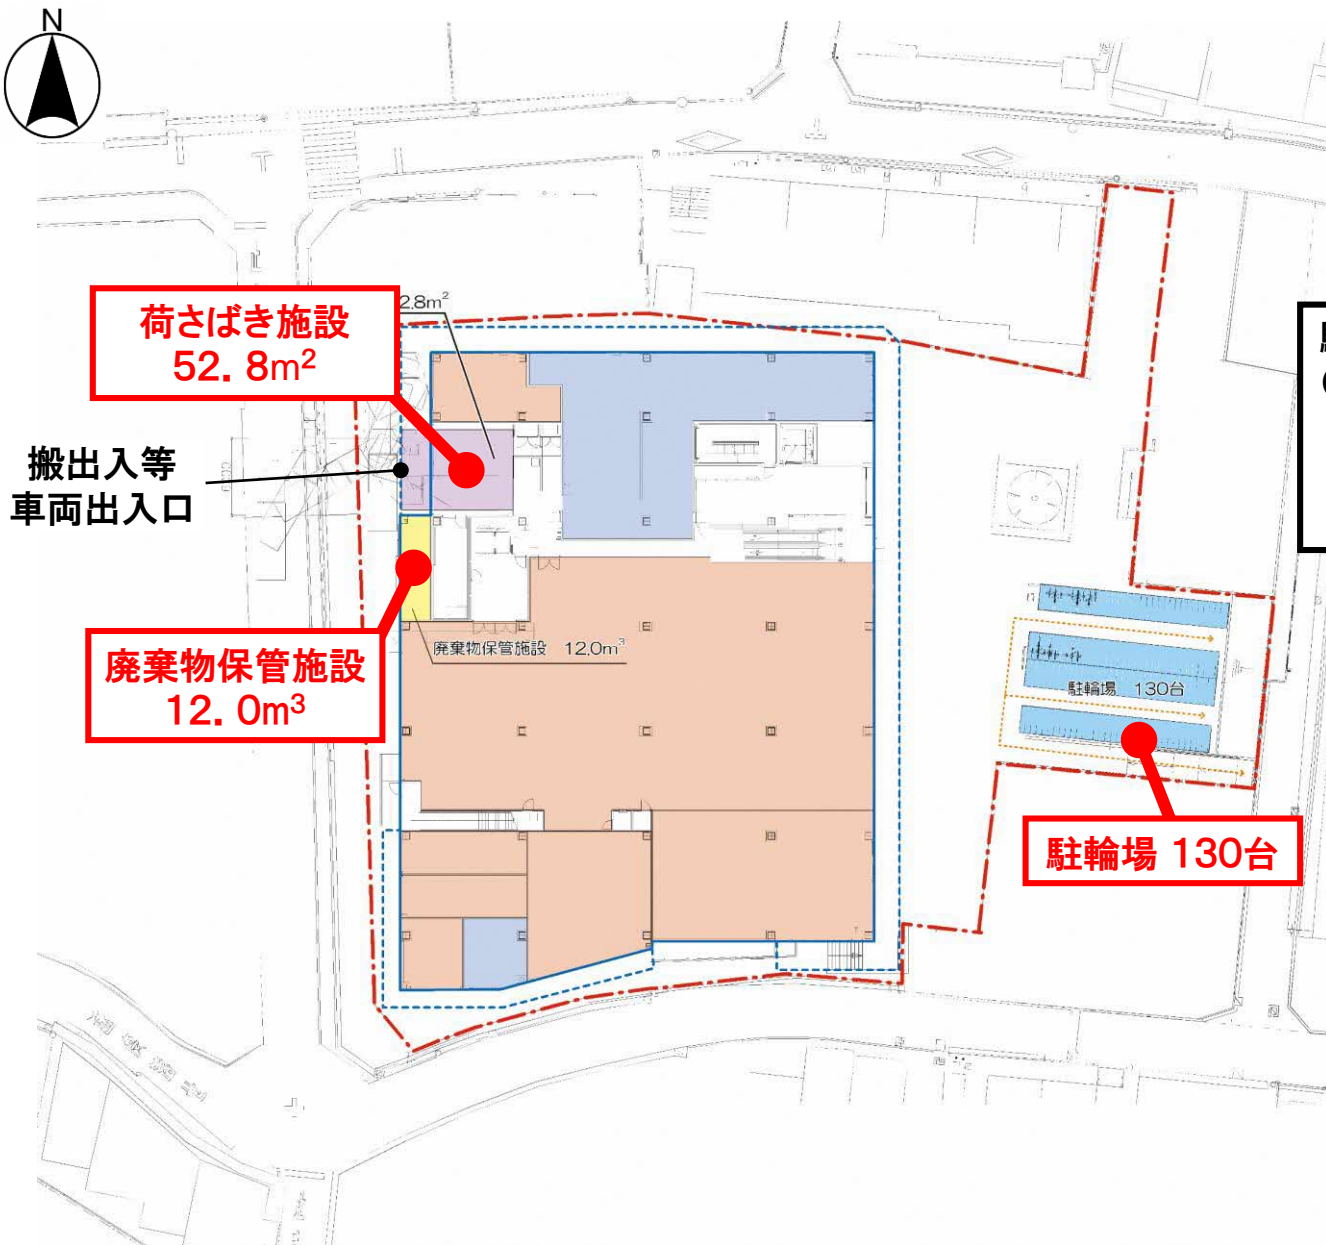 N
2.8m²
荷さばき施設
52. 8m²
搬出入等
車両出入口
廃棄物保管施設 12.0m³
廃棄物保管施設
12. 0m³
駐輪場 130台
駐輪場 130台